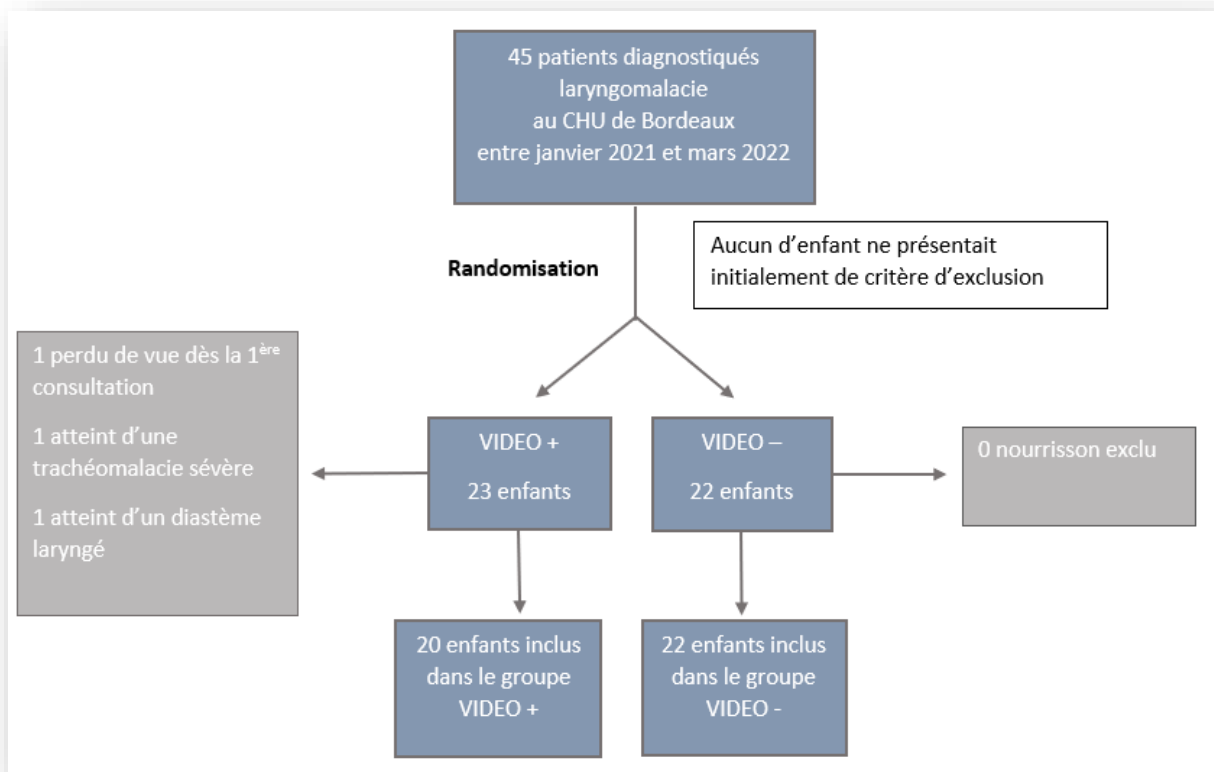 45 patients diagnostiqués
laryngomalacie
au CHU de Bordeaux
entre janvier 2021 et mars 2022
Randomisation
Aucun d’enfant ne présentait
initialement de critère d’exclusion
1 perdu de vue dès la 1ère
consultation
1 atteint d’une
trachéomalacie sévère
1 atteint d’un diastème
laryngé
VIDEO +
23 enfants
VIDEO –
22 enfants
0 nourrisson exclu
20 enfants inclus
dans le groupe
VIDEO +
22 enfants inclus
dans le groupe
VIDEO -